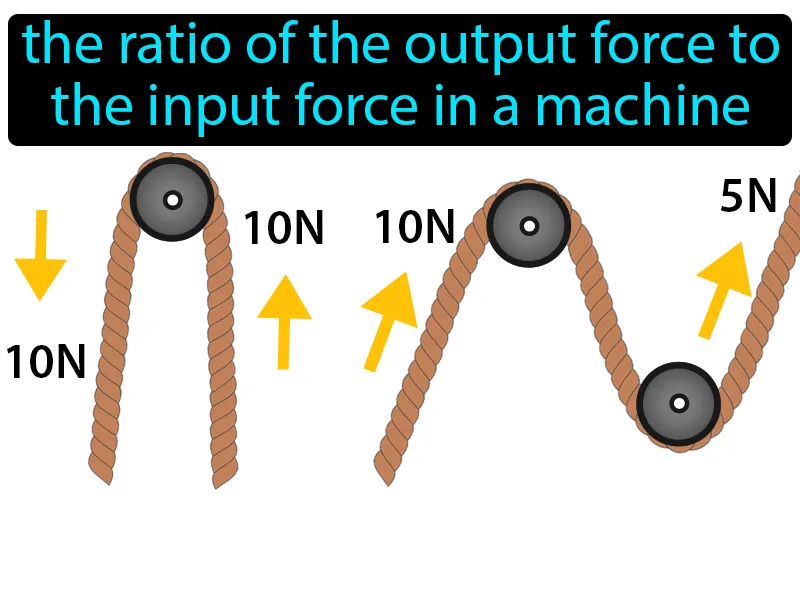 the ratio of the output force to
the input force in a machine
10N
10N
10N
5N